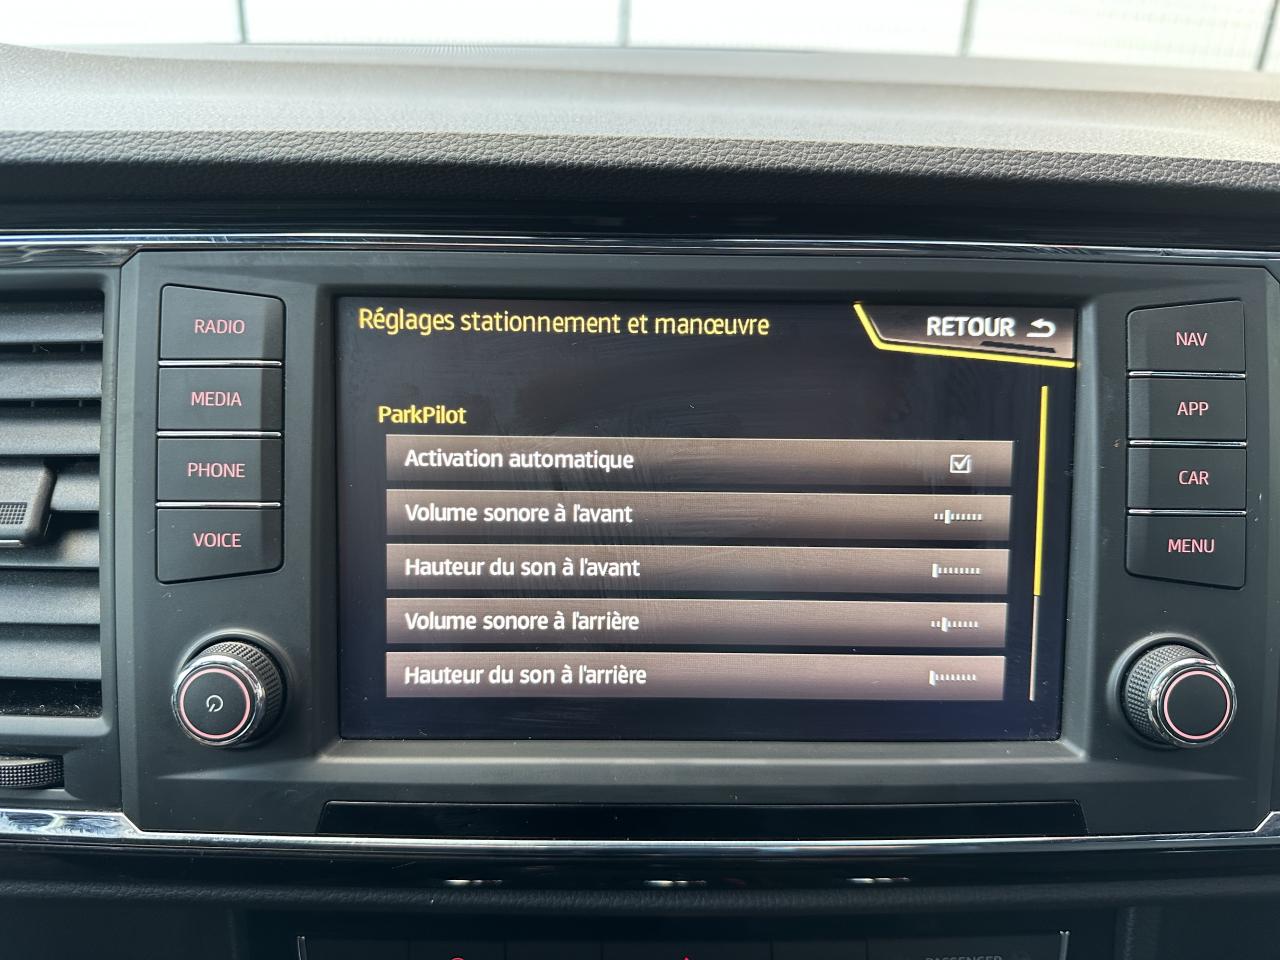 RADIO
MEDIA
PHONE
VOICE
Réglages stationnement et manœuvre
RETOUR
ParkPilot
Activation automatique
Volume sonore à l'avant
Hauteur du son à l'avant
Volume sonore à l'arrière
Hauteur du son à l'arrière
NAV
APP
CAR
MENU
PASSENGER